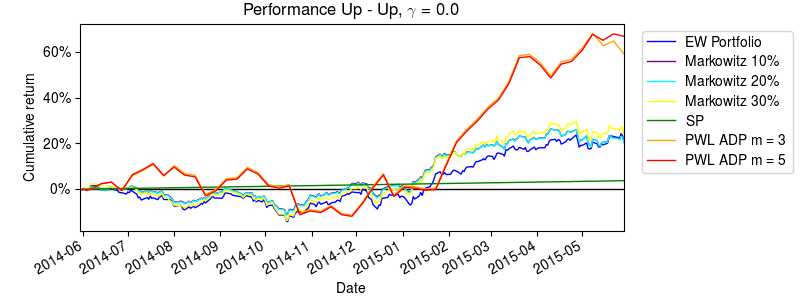 Performance Up - Up, γ = 0.0
Cumulative return
60%
40%
20%
0%
2014-06
2014-07
2014-08
2014-09
2014-10
2014-11
2014-12
2015-01
2015-02
2015-03
2015-04
2015-05
Date
EW Portfolio
Markowitz 10%
Markowitz 20%
Markowitz 30%
SP
PWL ADP m = 3
PWL ADP m = 5